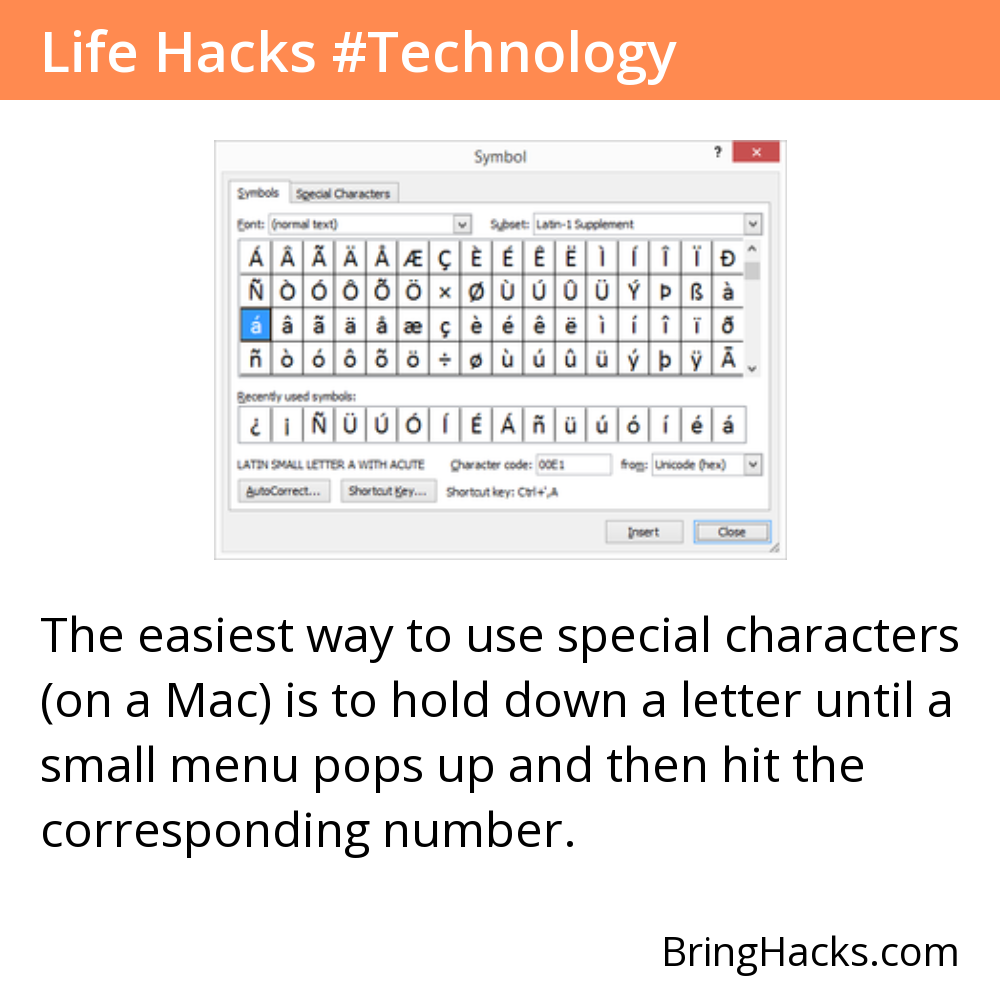 Life Hacks #Technology
Symbol
? ×
Symbols Special Characters
Font: (normal text) Subset: Latin-1 Supplement
Á Â Ã Ä Å Æ Ç È É Ê Ë Ì Í Î Ï Đ
Ñ Ò Ó Ô Õ Ö × Ø Ù Ú Û Ü Ý Þ ß à
á â ã ä å æ ç è é ê ë ì í î ï ð
ñ ò ó ô õ ö ÷ ø ù ú û ü ý þ ÿ Ā
Recently used symbols:
¿ ¡ Ñ Ü Ú Ó Í É Á ñ ü ú ó í é á
LATIN SMALL LETTER A WITH ACUTE Character code: 00E1 from: Unicode (hex)
AutoCorrect... Shortcut Key... Shortcut key: Ctrl+',A
Insert Close
The easiest way to use special characters
(on a Mac) is to hold down a letter until a
small menu pops up and then hit the
corresponding number.
BringHacks.com